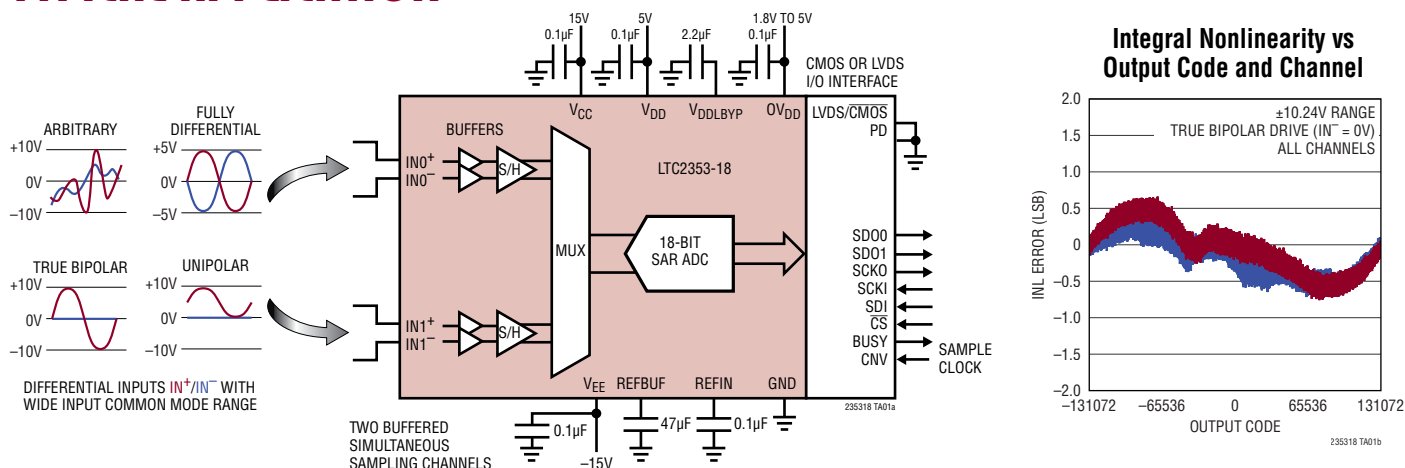 15V
5V
1.8V TO 5V
0.1µF
0.1µF
2.2µF
0.1µF
CMOS OR LVDS
I/O INTERFACE
FULLY
DIFFERENTIAL
ARBITRARY
+10V
0V
–10V
+5V
0V
–5V
TRUE BIPOLAR
+10V
0V
–10V
UNIPOLAR
+10V
0V
–10V
DIFFERENTIAL INPUTS IN+/IN– WITH
WIDE INPUT COMMON MODE RANGE
VCC
VDD
VDDLBYP
OVDD
BUFFERS
IN0+
IN0–
S/H
LTC2353-18
MUX
18-BIT
SAR ADC
IN1+
IN1–
S/H
VEE
REFBUF
REFIN
GND
LVDS/CMOS
PD
SDO0
SDO1
SCKO
SCKI
SDI
CS
BUSY
CNV
SAMPLE
CLOCK
235318 TA01a
0.1µF
47µF
0.1µF
–15V
TWO BUFFERED
SIMULTANEOUS
SAMPLING CHANNELS
Integral Nonlinearity vs
Output Code and Channel
±10.24V RANGE
TRUE BIPOLAR DRIVE (IN– = 0V)
ALL CHANNELS
INL ERROR (LSB)
2.0
1.5
1.0
0.5
0
–0.5
–1.0
–1.5
–2.0
–131072
–65536
0
65536
131072
OUTPUT CODE
235318 TA01b